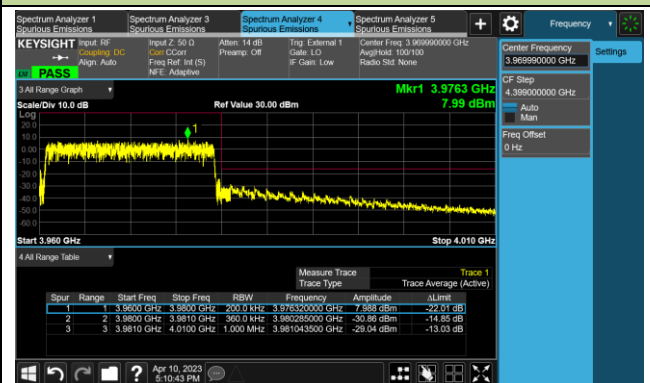 Spectrum Analyzer 1
Spurious Emissions
Spectrum Analyzer 3
Spurious Emissions
Spectrum Analyzer 4
Spurious Emissions
Spectrum Analyzer 5
Spurious Emissions
+
Frequency
KEYSIGHT
Input: RF
Coupling: DC
Align: Auto
Input Z: 50 Ω
Corr CCorr
Freq Ref: Int (S)
NFE: Adaptive
Atten: 14 dB
Preamp: Off
Trig: External 1
Gate: LO
IF Gain: Low
Center Freq: 3.969990000 GHz
Avg|Hold: 100/100
Radio Std: None
PASS
Center Frequency
3.969990000 GHz
Settings
CF Step
4.399000000 GHz
Auto
Man
Freq Offset
0 Hz
3 All Range Graph
Mkr1 3.9763 GHz
Scale/Div 10.0 dB
Ref Value 30.00 dBm
7.99 dBm
Log
20.0
10.0
0.00
-10.0
-20.0
-30.0
-40.0
-50.0
-60.0
1
Start 3.960 GHz
Stop 4.010 GHz
4 All Range Table
Measure Trace Trace 1
Trace Type Trace Average (Active)
Spur Range Start Freq Stop Freq RBW Frequency Amplitude ΔLimit
1 1 3.9600 GHz 3.9800 GHz 200.0 kHz 3.976320000 GHz 7.988 dBm -22.01 dB
2 2 3.9800 GHz 3.9810 GHz 360.0 kHz 3.980285000 GHz -30.86 dBm -14.85 dB
3 3 3.9810 GHz 4.0100 GHz 1.000 MHz 3.981043500 GHz -29.04 dBm -13.03 dB
?
Apr 10, 2023
5:10:43 PM